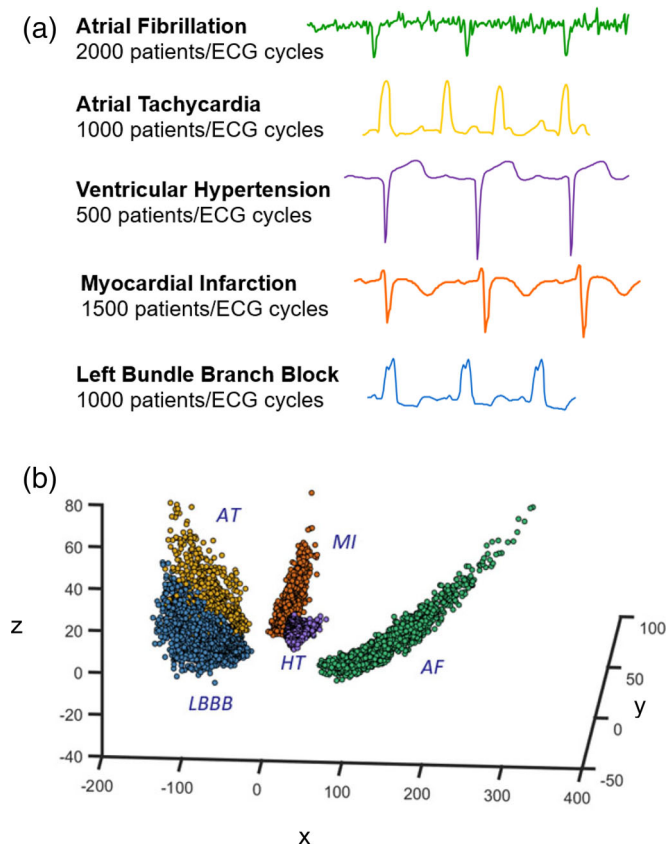 (a)
Atrial Fibrillation
2000 patients/ECG cycles
Atrial Tachycardia
1000 patients/ECG cycles
Ventricular Hypertension
500 patients/ECG cycles
Myocardial Infarction
1500 patients/ECG cycles
Left Bundle Branch Block
1000 patients/ECG cycles
(b)
80
60
40
20
0
-20
-40
z
AT
MI
HT
AF
LBBB
100
50
0
-50
y
-200
-100
0
100
200
300
400
x